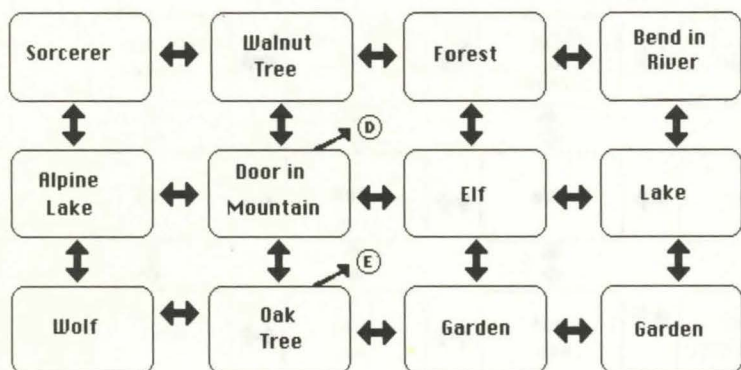 Sorcerer
Walnut
Tree
Forest
Bend in
River
D
Alpine
Lake
Door in
Mountain
Elf
Lake
E
Wolf
Oak
Tree
Garden
Garden